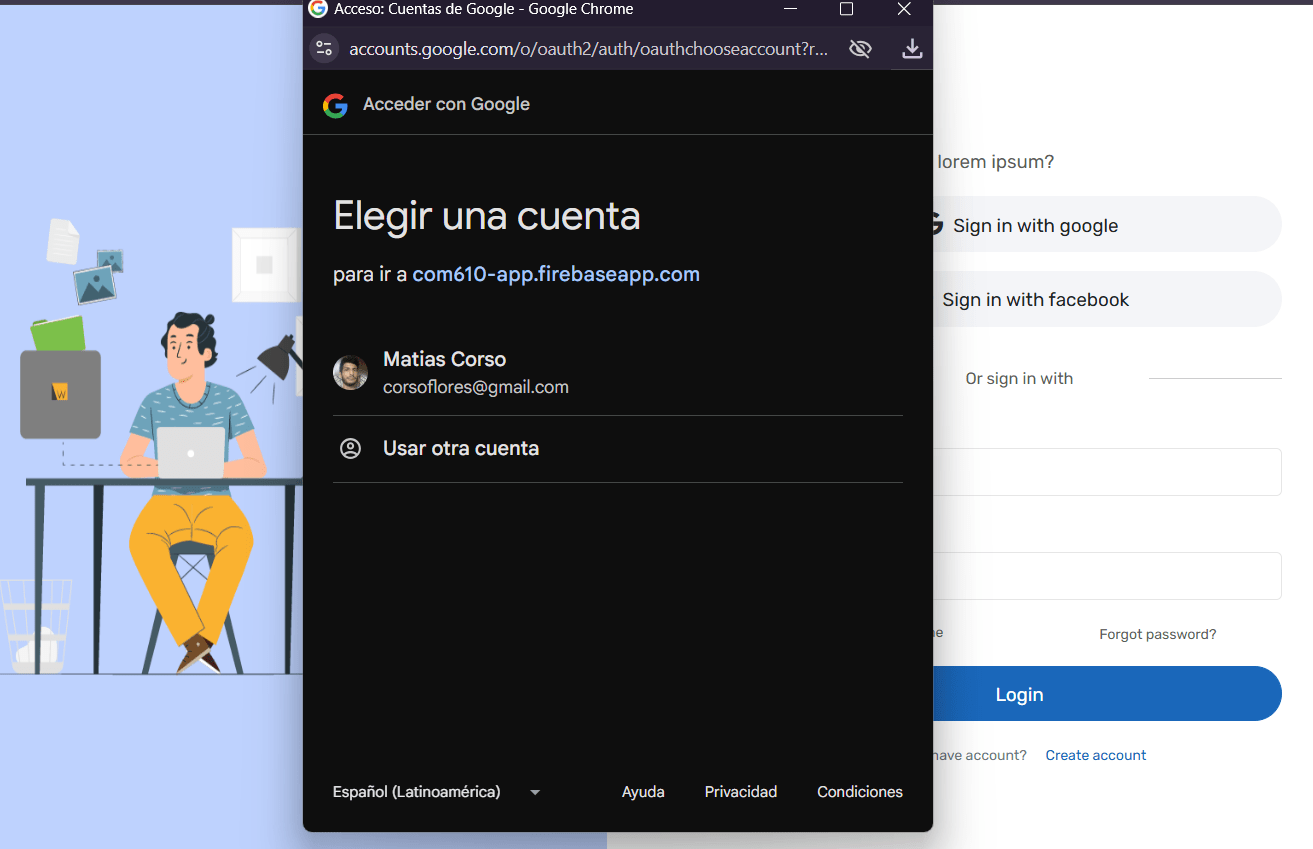 Acceso: Cuentas de Google - Google Chrome
accounts.google.com/o/oauth2/auth/oauthchooseaccount?r...
Acceder con Google
Elegir una cuenta
para ir a com610-app.firebaseapp.com
Matias Corso
corsoflores@gmail.com
Usar otra cuenta
Español (Latinoamérica)
Ayuda
Privacidad
Condiciones
W
lorem ipsum?
Sign in with google
Sign in with facebook
Or sign in with
Forgot password?
Login
have account? Create account